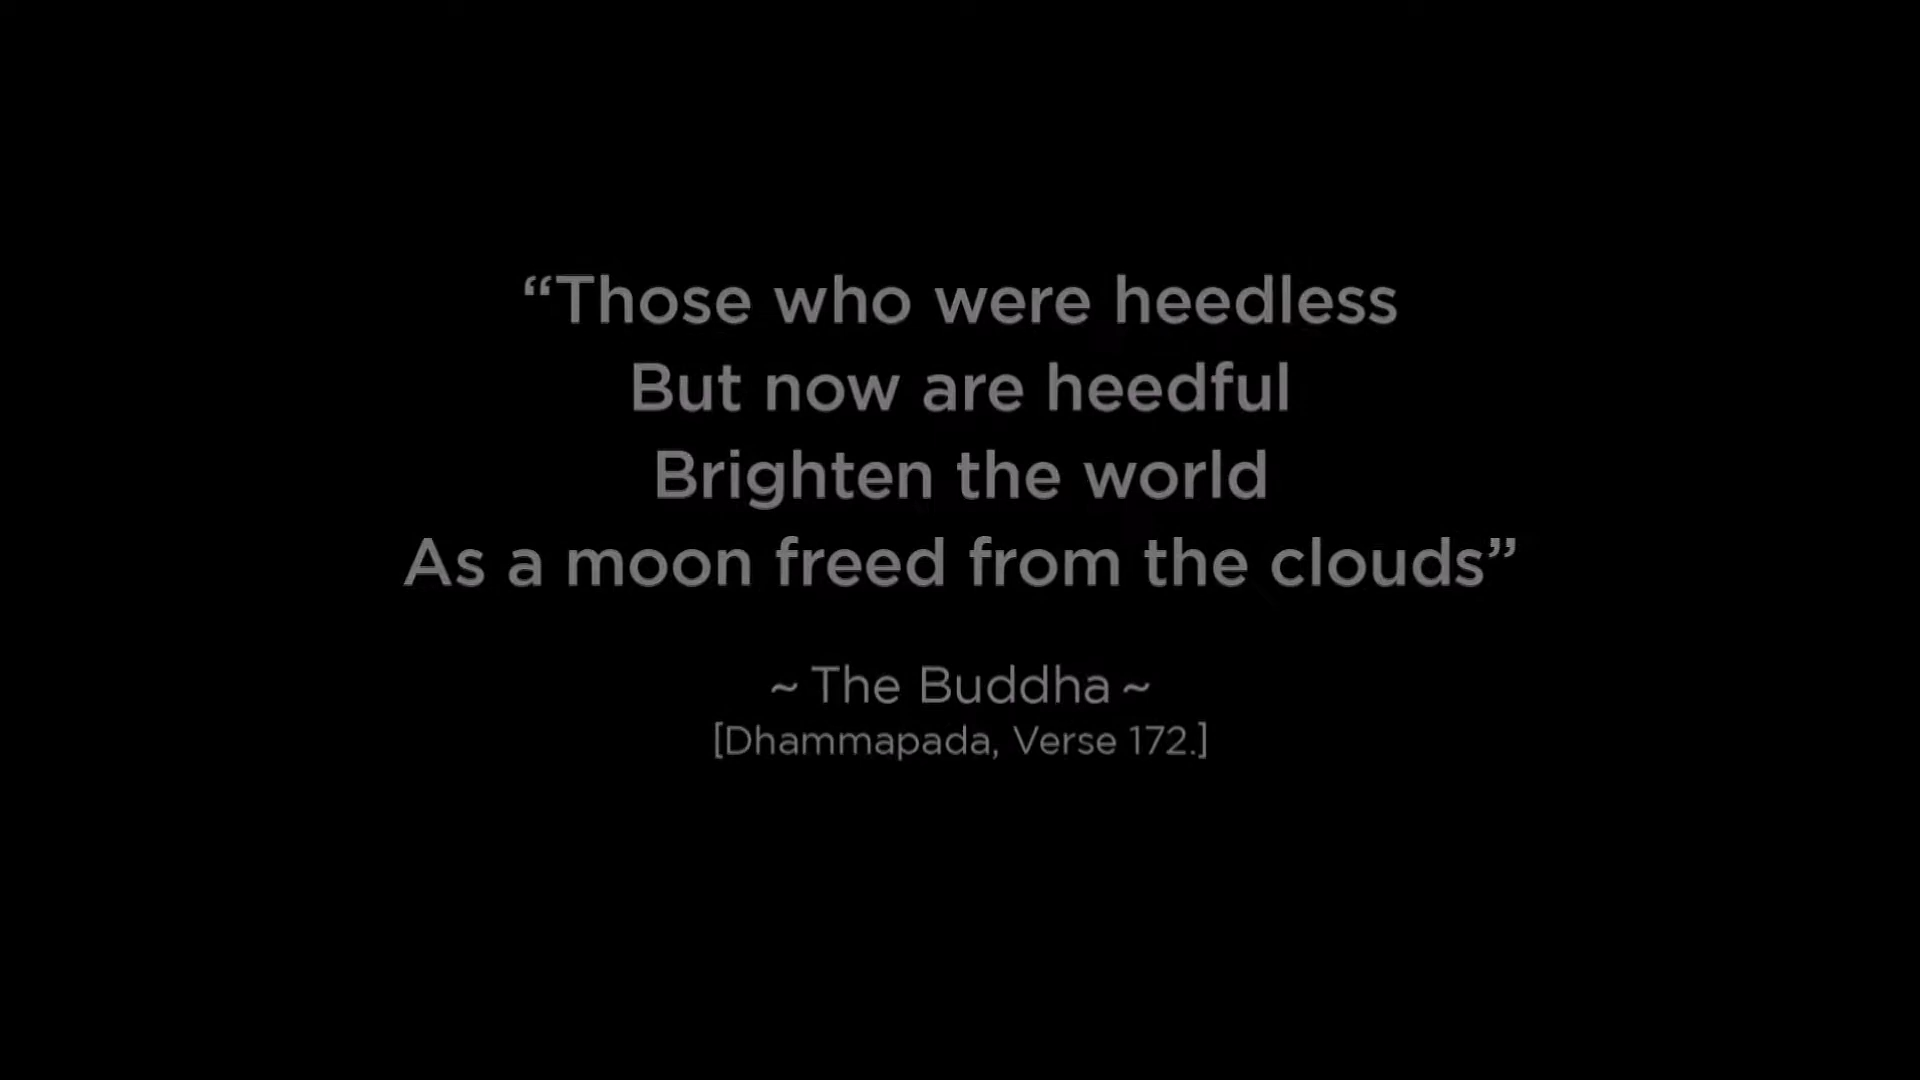 “Those who were heedless
But now are heedful
Brighten the world
As a moon freed from the clouds”
~ The Buddha ~
[Dhammapada, Verse 172.]